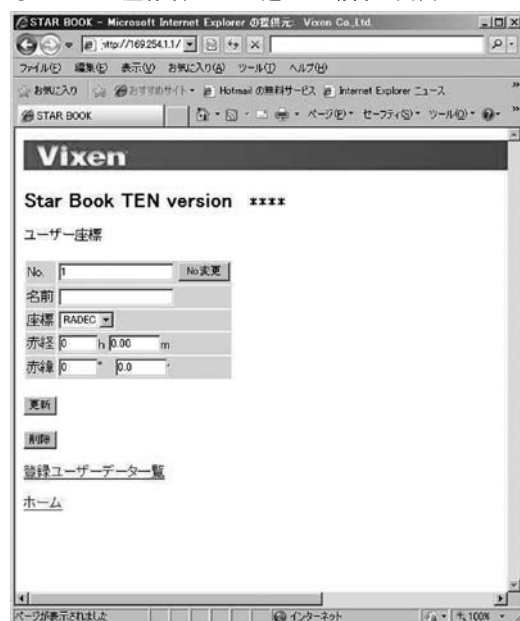 STAR BOOK - Microsoft Internet Explorer の提供元: Vixen Co.,Ltd.
http://169.254.1.1/
ファイル(F) 編集(E) 表示(V) お気に入り(A) ツール(T) ヘルプ(H)
お気に入り おすすめサイト Hotmail の無料サービス Internet Explorer ニュース
STAR BOOK ページ(P) セーフティ(S) ツール(O)
Vixen
Star Book TEN version ****
ユーザー座標
No. 1 No変更
名前
座標 RADEC
赤経 0 h 0.00 m
赤緯 0 ° 0.0 '
更新
削除
登録ユーザーデータ一覧
ホーム
ページが表示されました インターネット 100%